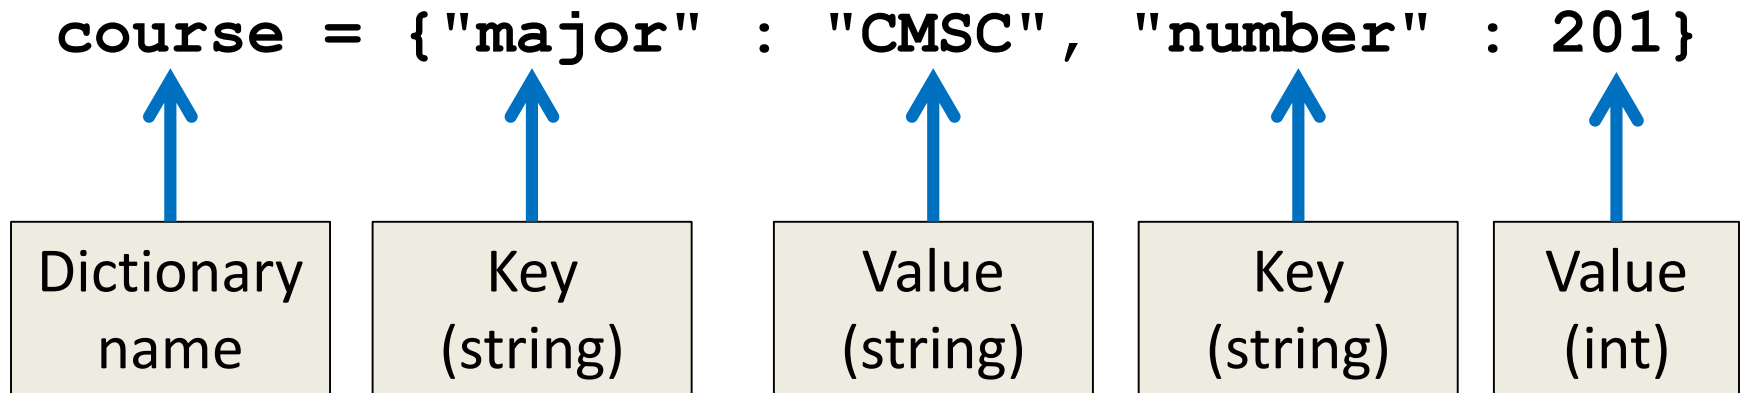 course = {"major" : "CMSC", "number" : 201}
Dictionary name
Key (string)
Value (string)
Key (string)
Value (int)